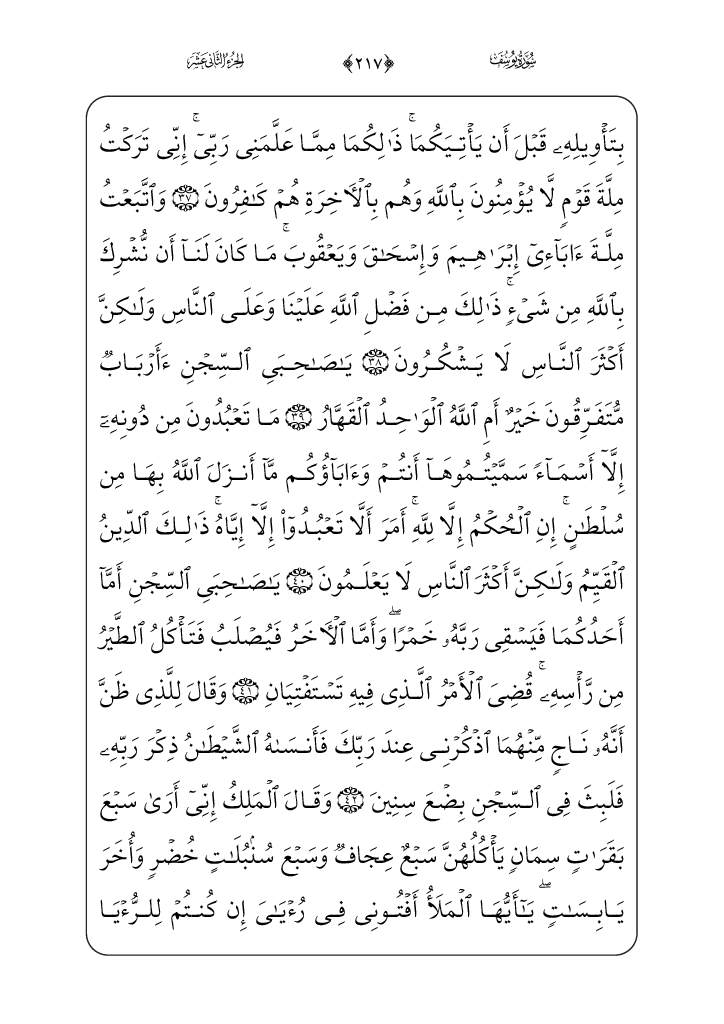 سُورَةُ يُوسُفَ ﴿٢١٧﴾ الجُزْءُ الثَّانِي عَشَرَ
بِتَأۡوِيلِهِۦ قَبۡلَ أَن يَأۡتِيَكُمَاۚ ذَٰلِكُمَا مِمَّا عَلَّمَنِي رَبِّيٓۚ إِنِّي تَرَكۡتُ
مِلَّةَ قَوۡمٖ لَّا يُؤۡمِنُونَ بِٱللَّهِ وَهُم بِٱلۡأٓخِرَةِ هُمۡ كَٰفِرُونَ ٣٧ وَٱتَّبَعۡتُ
مِلَّةَ ءَابَآءِيٓ إِبۡرَٰهِيمَ وَإِسۡحَٰقَ وَيَعۡقُوبَۚ مَا كَانَ لَنَآ أَن نُّشۡرِكَ
بِٱللَّهِ مِن شَيۡءٖۚ ذَٰلِكَ مِن فَضۡلِ ٱللَّهِ عَلَيۡنَا وَعَلَى ٱلنَّاسِ وَلَٰكِنَّ
أَكۡثَرَ ٱلنَّاسِ لَا يَشۡكُرُونَ ٣٨ يَٰصَٰحِبَيِ ٱلسِّجۡنِ ءَأَرۡبَابٞ
مُّتَفَرِّقُونَ خَيۡرٌ أَمِ ٱللَّهُ ٱلۡوَٰحِدُ ٱلۡقَهَّارُ ٣٩ مَا تَعۡبُدُونَ مِن دُونِهِۦٓ
إِلَّآ أَسۡمَآءٗ سَمَّيۡتُمُوهَآ أَنتُمۡ وَءَابَآؤُكُم مَّآ أَنزَلَ ٱللَّهُ بِهَا مِن
سُلۡطَٰنٍۚ إِنِ ٱلۡحُكۡمُ إِلَّا لِلَّهِۚ أَمَرَ أَلَّا تَعۡبُدُوٓاْ إِلَّآ إِيَّاهُۚ ذَٰلِكَ ٱلدِّينُ
ٱلۡقَيِّمُ وَلَٰكِنَّ أَكۡثَرَ ٱلنَّاسِ لَا يَعۡلَمُونَ ٤٠ يَٰصَٰحِبَيِ ٱلسِّجۡنِ أَمَّآ
أَحَدُكُمَا فَيَسۡقِي رَبَّهُۥ خَمۡرٗاۖ وَأَمَّا ٱلۡأٓخَرُ فَيُصۡلَبُ فَتَأۡكُلُ ٱلطَّيۡرُ
مِن رَّأۡسِهِۦۚ قُضِيَ ٱلۡأَمۡرُ ٱلَّذِي فِيهِ تَسۡتَفۡتِيَانِ ٤١ وَقَالَ لِلَّذِي ظَنَّ
أَنَّهُۥ نَاجٖ مِّنۡهُمَا ٱذۡكُرۡنِي عِندَ رَبِّكَ فَأَنسَىٰهُ ٱلشَّيۡطَٰنُ ذِكۡرَ رَبِّهِۦ
فَلَبِثَ فِي ٱلسِّجۡنِ بِضۡعَ سِنِينَ ٤٢ وَقَالَ ٱلۡمَلِكُ إِنِّيٓ أَرَىٰ سَبۡعَ
بَقَرَٰتٖ سِمَانٖ يَأۡكُلُهُنَّ سَبۡعٌ عِجَافٞ وَسَبۡعَ سُنۢبُلَٰتٍ خُضۡرٖ وَأُخَرَ
يَابِسَٰتٖۖ يَٰٓأَيُّهَا ٱلۡمَلَأُ أَفۡتُونِي فِي رُءۡيَٰيَ إِن كُنتُمۡ لِلرُّءۡيَا